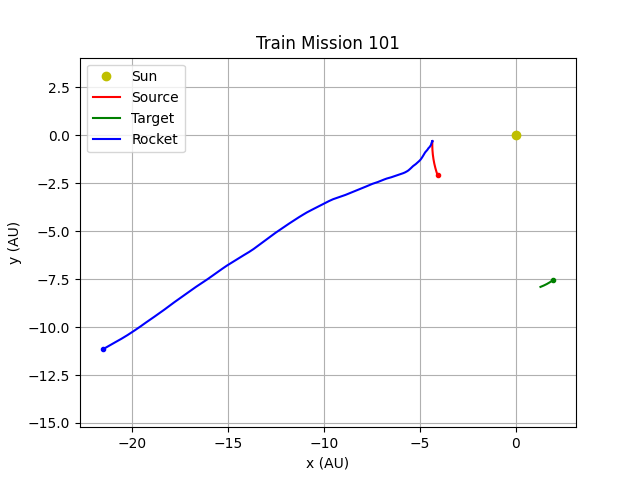 Train Mission 101
Sun
Source
Target
Rocket
2.5
0.0
−2.5
−5.0
−7.5
−10.0
−12.5
−15.0
y (AU)
−20
−15
−10
−5
0
x (AU)